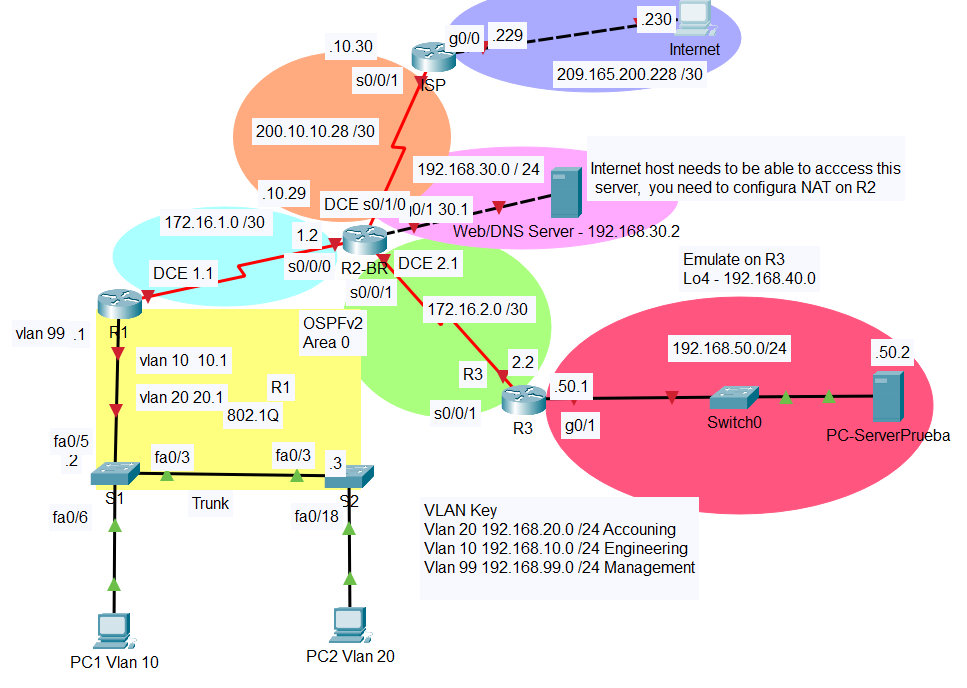 .230
.229
g0/0
Internet
.10.30
ISP
s0/0/1
209.165.200.228 /30
200.10.10.28 /30
192.168.30.0 / 24
Internet host needs to be able to acccess this
server, you need to configura NAT on R2
.10.29
DCE s0/1/0
0/1 30.1
172.16.1.0 /30
1.2
Web/DNS Server - 192.168.30.2
s0/0/0
R2-BR
DCE 2.1
DCE 1.1
s0/0/1
Emulate on R3
Lo4 - 192.168.40.0
172.16.2.0 /30
OSPFv2
Area 0
R1
vlan 99 .1
vlan 10 10.1
192.168.50.0/24
.50.2
2.2
R3
.50.1
vlan 20 20.1
R1
802.1Q
s0/0/1
R3
g0/1
Switch0
PC-ServerPrueba
fa0/5
.2
fa0/3
fa0/3
.3
S1
Trunk
S2
fa0/6
fa0/18
VLAN Key
Vlan 20 192.168.20.0 /24 Accouning
Vlan 10 192.168.10.0 /24 Engineering
Vlan 99 192.168.99.0 /24 Management
PC1 Vlan 10
PC2 Vlan 20